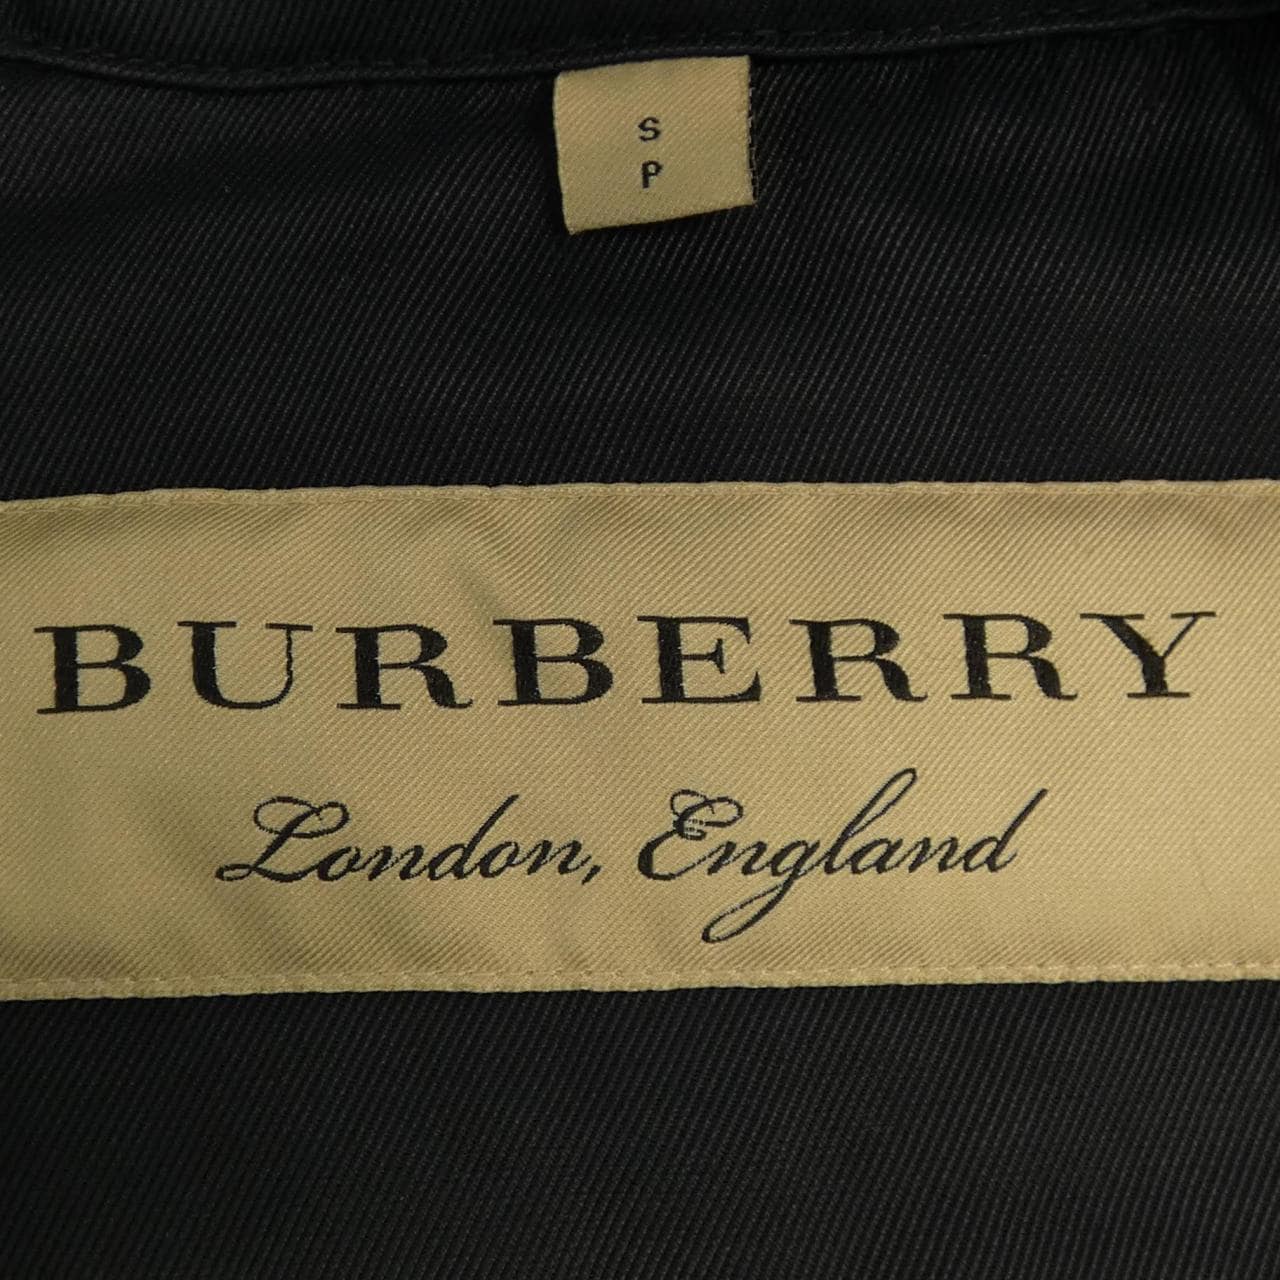 S
P
BURBERRY
London, England